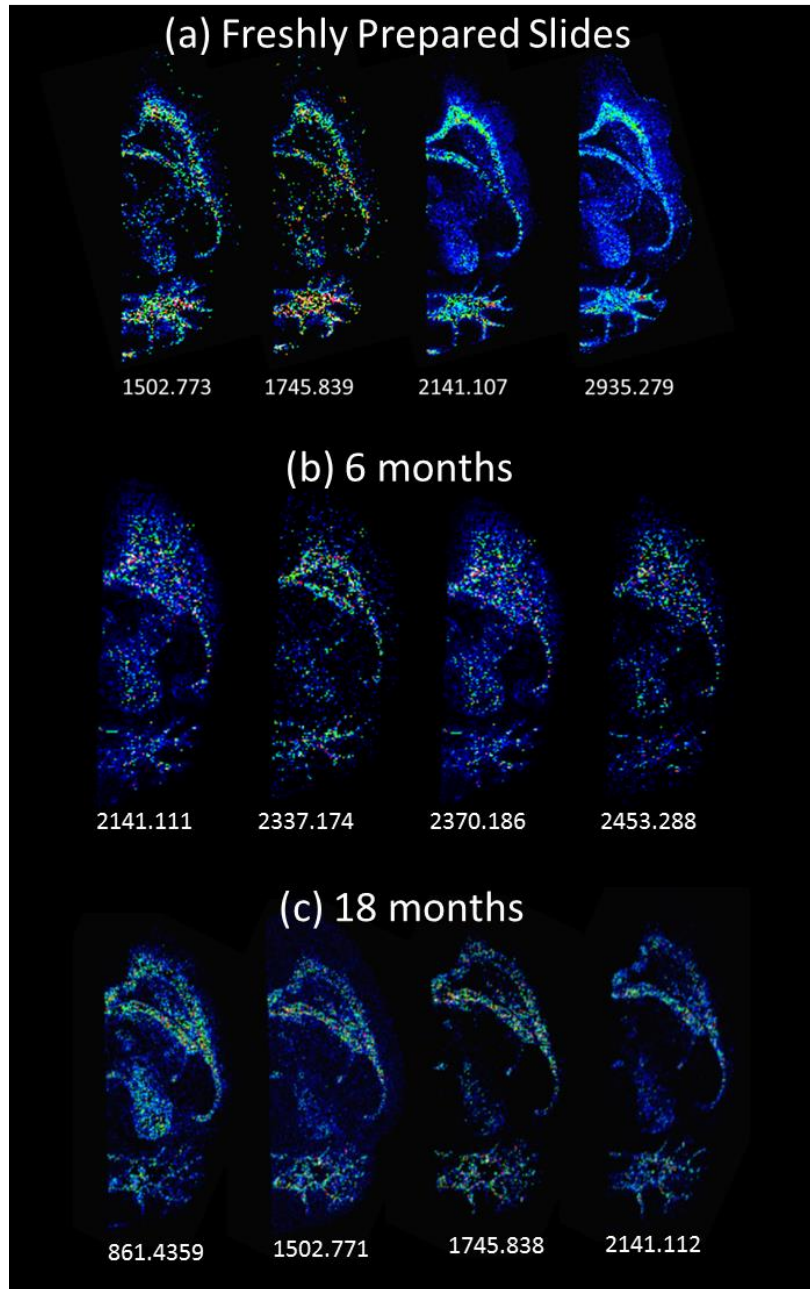 (a) Freshly Prepared Slides
1502.773 1745.839 2141.107 2935.279
(b) 6 months
2141.111 2337.174 2370.186 2453.288
(c) 18 months
861.4359 1502.771 1745.838 2141.112